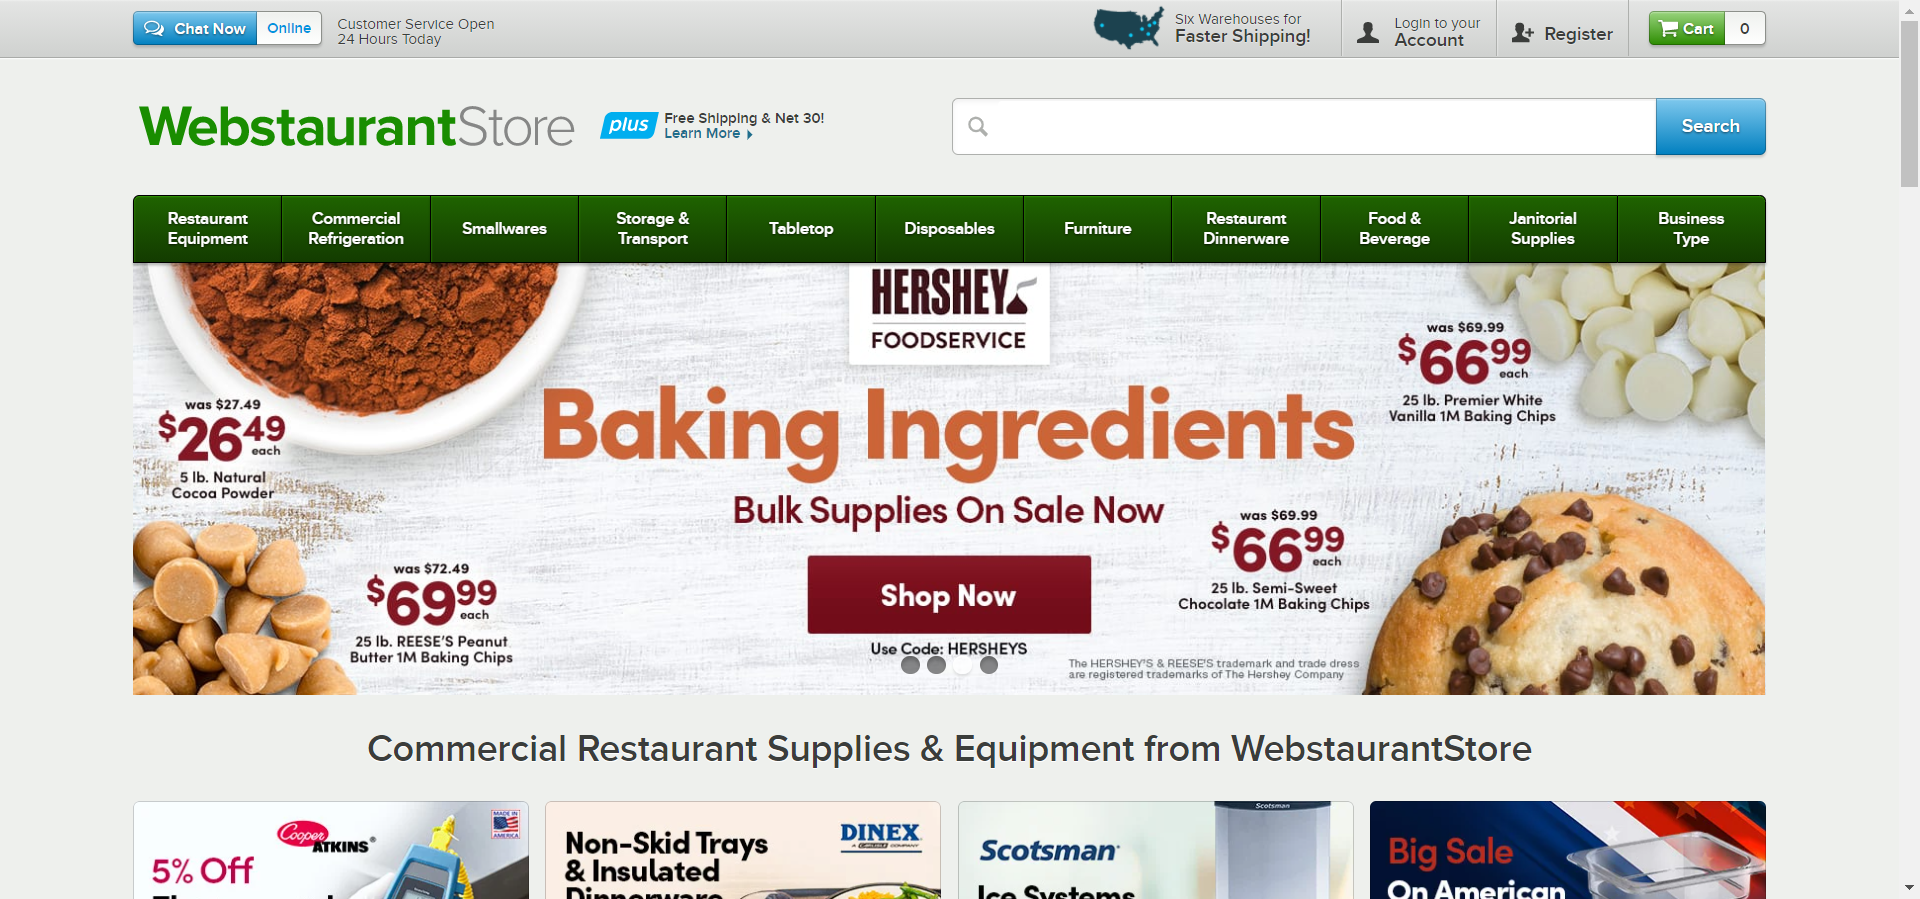 Chat Now Online
Customer Service Open
24 Hours Today
Six Warehouses for
Faster Shipping!
Login to your
Account
Register
Cart 0
WebstaurantStore
plus
Free Shipping & Net 30!
Learn More
Search
Restaurant
Equipment
Commercial
Refrigeration
Smallwares
Storage &
Transport
Tabletop
Disposables
Furniture
Restaurant
Dinnerware
Food &
Beverage
Janitorial
Supplies
Business
Type
HERSHEY
FOODSERVICE
Baking Ingredients
Bulk Supplies On Sale Now
Shop Now
Use Code: HERSHEYS
was $27.49
$26.49
each
5 lb. Natural
Cocoa Powder
was $72.49
$69.99
each
25 lb. REESE'S Peanut
Butter 1M Baking Chips
was $69.99
$66.99
each
25 lb. Premier White
Vanilla 1M Baking Chips
was $69.99
$66.99
each
25 lb. Semi-Sweet
Chocolate 1M Baking Chips
The HERSHEY'S & REESE'S trademark and trade dress
are registered trademarks of The Hershey Company
Commercial Restaurant Supplies & Equipment from WebstaurantStore
Cooper
ATKINS®
MADE IN
AMERICA
5% Off
Non-Skid Trays
& Insulated
Dinnerware
DINEX
A CARLISLE COMPANY
Scotsman
Scotsman
Ice Systems
Big Sale
On American